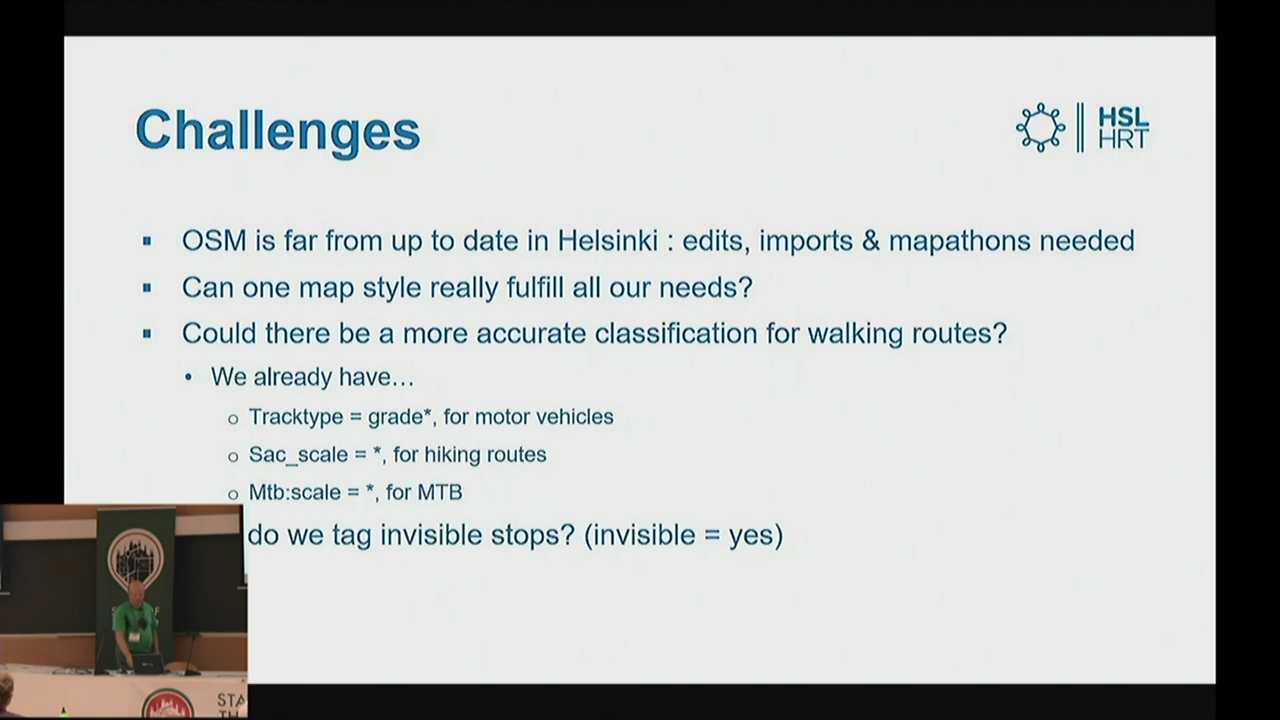 Challenges
HSL
HRT
OSM is far from up to date in Helsinki : edits, imports & mapathons needed
Can one map style really fulfill all our needs?
Could there be a more accurate classification for walking routes?
We already have…
Tracktype = grade*, for motor vehicles
Sac_scale = *, for hiking routes
Mtb:scale = *, for MTB
do we tag invisible stops? (invisible = yes)
STA
TH